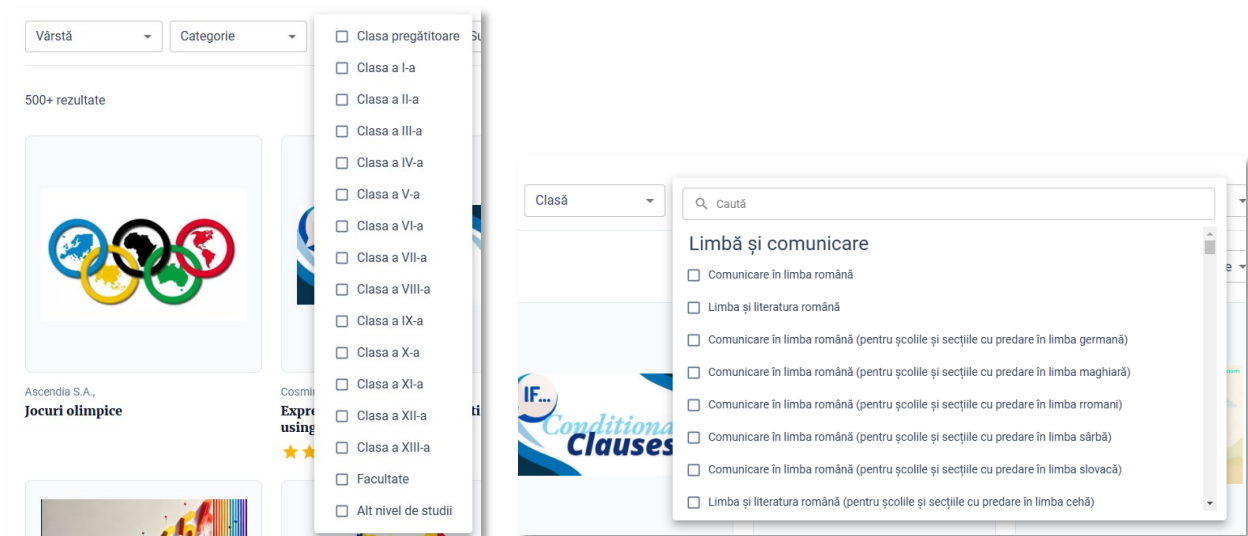 Vârstă
Categorie
500+ rezultate
Ascendia S.A.,
Jocuri olimpice
Clasa pregătitoare
Clasa a I-a
Clasa a II-a
Clasa a III-a
Clasa a IV-a
Clasa a V-a
Clasa a VI-a
Clasa a VII-a
Clasa a VIII-a
Clasa a IX-a
Clasa a X-a
Clasa a XI-a
Clasa a XII-a
Clasa a XIII-a
Facultate
Alt nivel de studii
using
Clasă
Caută
Limbă și comunicare
Comunicare în limba română
Limba și literatura română
Comunicare în limba română (pentru școlile și secțiile cu predare în limba germană)
Comunicare în limba română (pentru școlile și secțiile cu predare în limba maghiară)
Comunicare în limba română (pentru școlile și secțiile cu predare în limba rromani)
Comunicare în limba română (pentru școlile și secțiile cu predare în limba sârbă)
Comunicare în limba română (pentru școlile și secțiile cu predare în limba slovacă)
Limba și literatura română (pentru școlile și secțiile cu predare în limba cehă)
IF...
Conditiona
Clauses